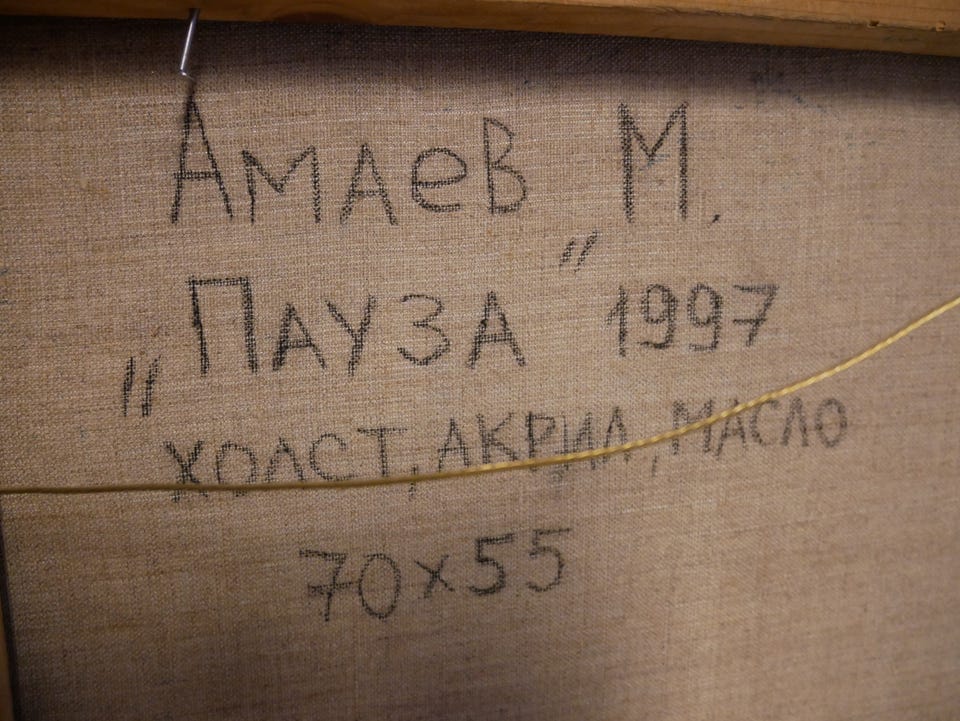 Амаев М.
„Пауза" 1997
холст, акрил, масло
70x55